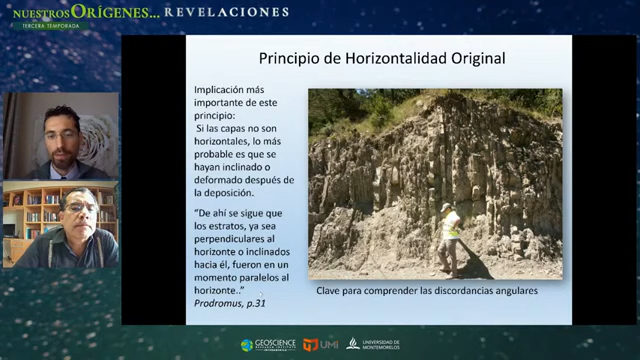 NUESTROSORÍGENES... REVELACIONES
TERCERA TEMPORADA
Principio de Horizontalidad Original
Implicación más
importante de este
principio:
Si las capas no son
horizontales, lo más
probable es que se
hayan inclinado o
deformado después de
la deposición.
"De ahí se sigue que
los estratos, ya sea
perpendiculares al
horizonte o inclinados
hacia él, fueron en un
momento paralelos al
horizonte.."
Prodromus, p.31
Clave para comprender las discordancias angulares
GEOSCIENCE
RESEARCH INSTITUTE
UMI
UNIVERSIDAD DE
MONTEMORELOS